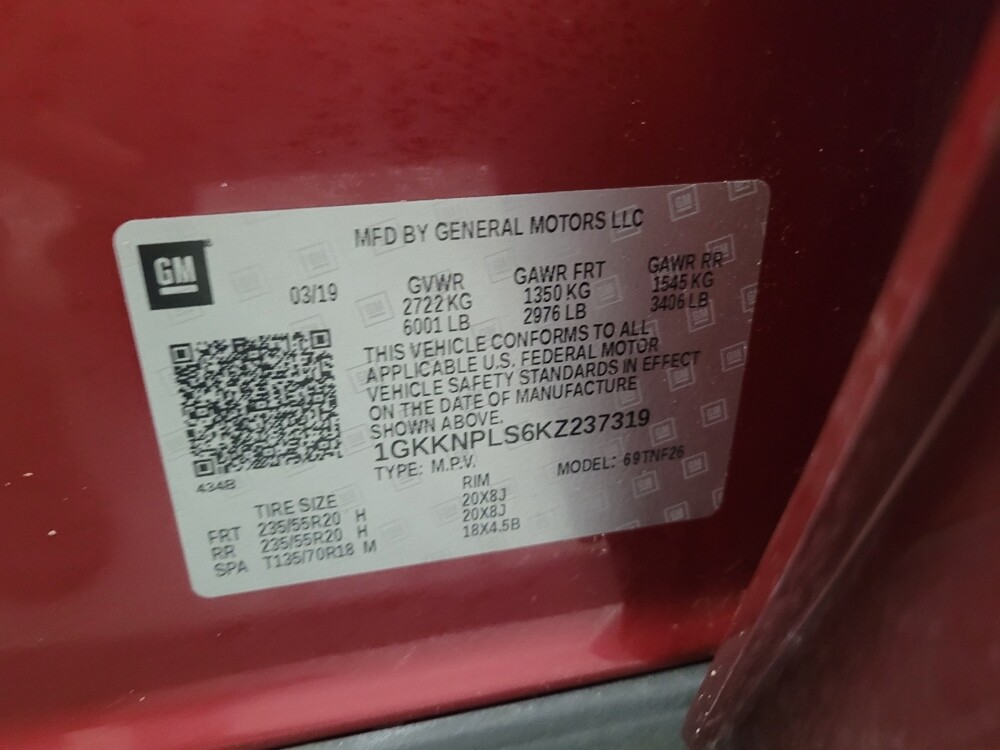 GM
MFD BY GENERAL MOTORS LLC
03/19
GVWR GAWR FRT GAWR RR
2722 KG 1350 KG 1545 KG
6001 LB 2976 LB 3406 LB
THIS VEHICLE CONFORMS TO ALL
APPLICABLE U.S. FEDERAL MOTOR
VEHICLE SAFETY STANDARDS IN EFFECT
ON THE DATE OF MANUFACTURE
SHOWN ABOVE.
1GKKNPLS6KZ237319
TYPE: M.P.V. MODEL: 69TNF26
434B
TIRE SIZE RIM
FRT 235/55R20 H 20X8J
RR 235/55R20 H 20X8J
SPA T135/70R18 M 18X4.5B